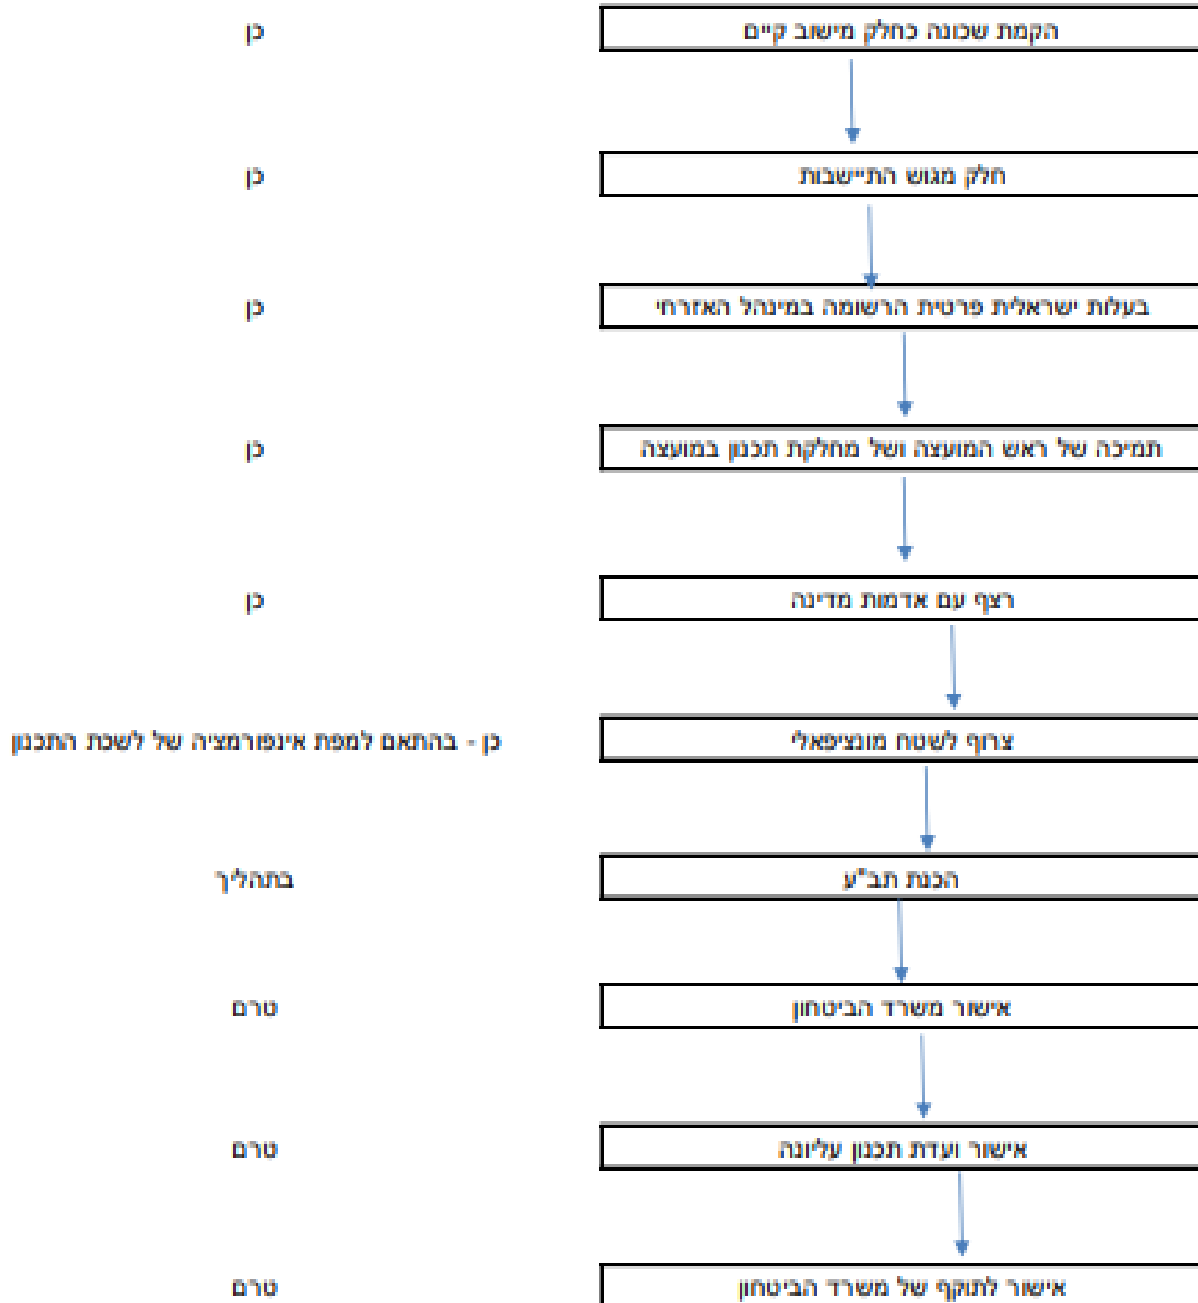 הקמת שכונה כחלק מישוב קיים
כן
חלק מגוש התיישבות
כן
בעלות ישראלית פרטית הרשומה במינהל האזרחי
כן
תמיכה של ראש המועצה ושל מחלקת תכנון במועצה
כן
רצף עם אדמות מדינה
כן
צרוף לשטח מונציפאלי
כן - בהתאם למפת אינפורמציה של לשכת התכנון
הכנת תב"ע
בתהליך
אישור משרד הביטחון
טרם
אישור ועדת תכנון עליונה
טרם
אישור לתוקף של משרד הביטחון
טרם